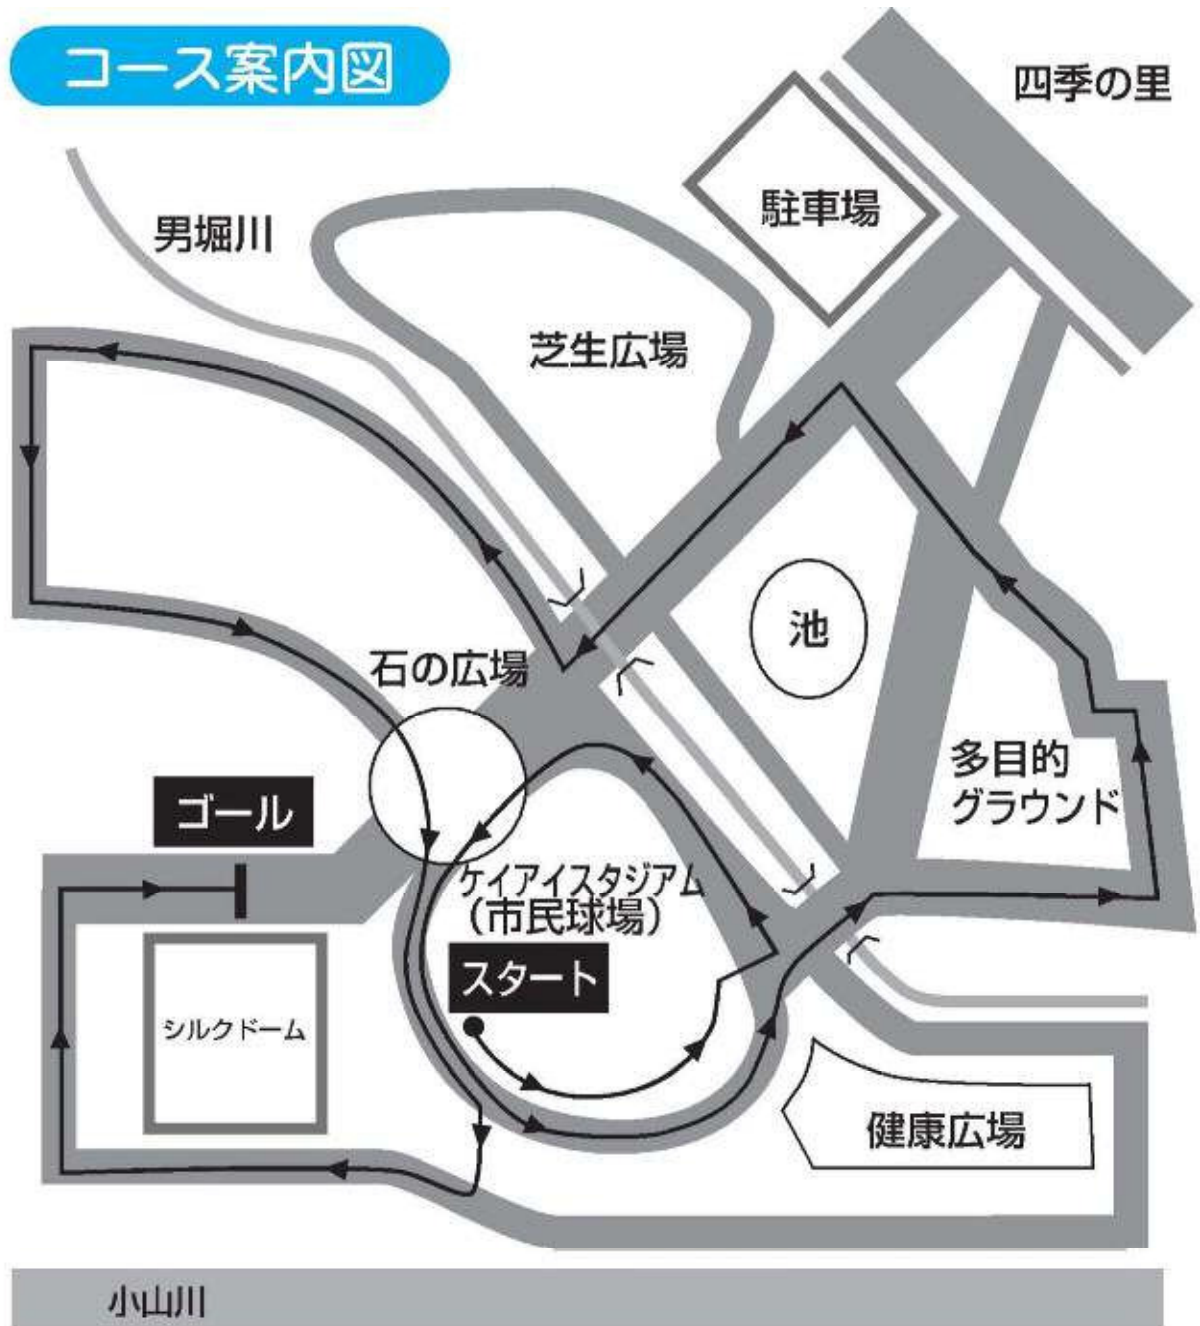 コース案内図
四季の里
駐車場
男堀川
芝生広場
池
石の広場
多目的
グラウンド
ゴール
ケイアイスタジアム
（市民球場）
スタート
シルクドーム
健康広場
小山川